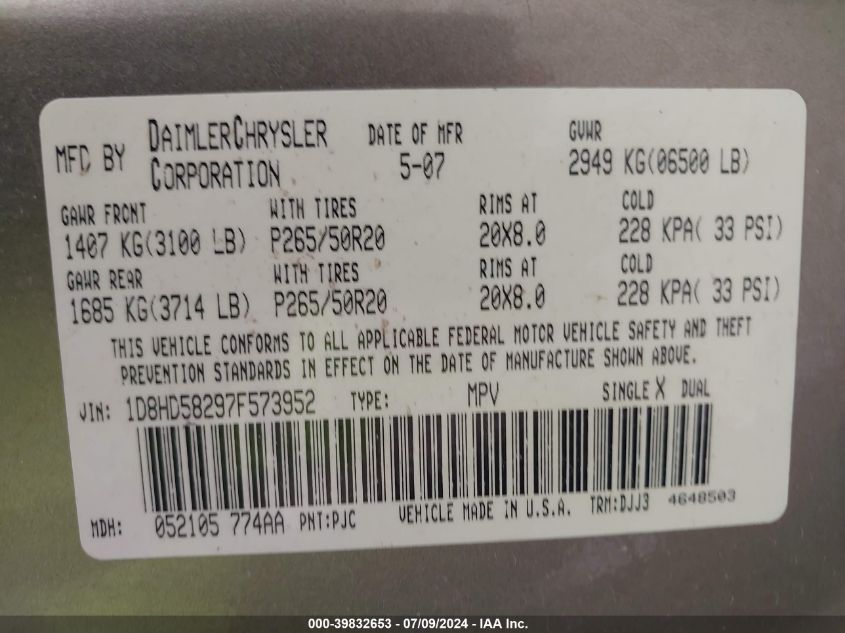 MFD BY DAIMLERCHRYSLER CORPORATION DATE OF MFR 5-07 GVWR 2949 KG(06500 LB)
GAWR FRONT WITH TIRES RIMS AT COLD
1407 KG(3100 LB) P265/50R20 20X8.0 228 KPA( 33 PSI)
GAWR REAR WITH TIRES RIMS AT COLD
1685 KG(3714 LB) P265/50R20 20X8.0 228 KPA( 33 PSI)
THIS VEHICLE CONFORMS TO ALL APPLICABLE FEDERAL MOTOR VEHICLE SAFETY AND THEFT
PREVENTION STANDARDS IN EFFECT ON THE DATE OF MANUFACTURE SHOWN ABOVE.
VIN: 1D8HD58297F573952 TYPE: MPV SINGLE X DUAL
MDH: 052105 774AA PNT:PJC VEHICLE MADE IN U.S.A. TRM:DJJ3 4648503
000-39832653 - 07/09/2024 - IAA Inc.